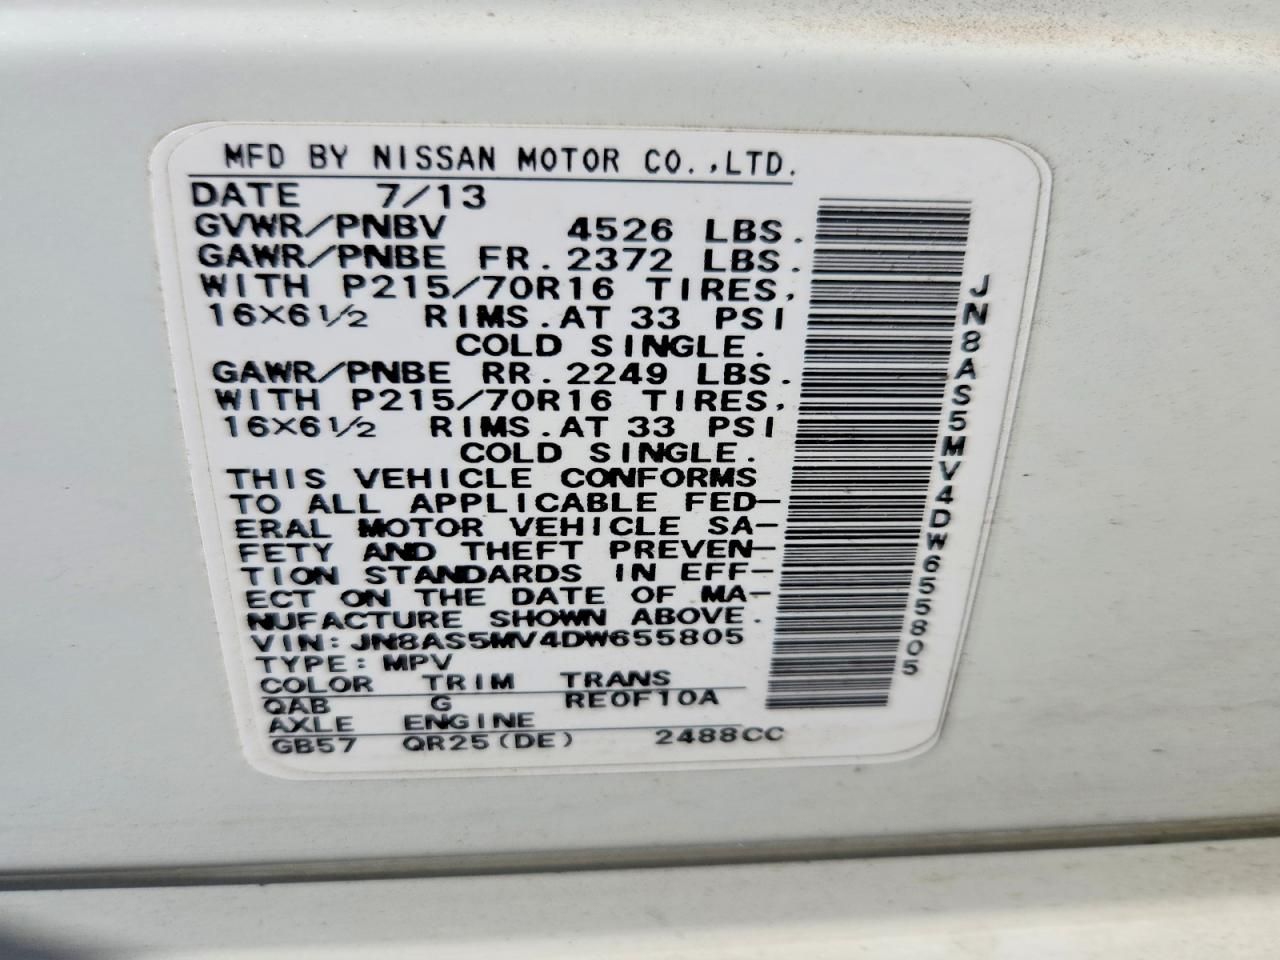 MFD BY NISSAN MOTOR CO.,LTD.
DATE 7/13
GVWR/PNBV 4526 LBS.
GAWR/PNBE FR. 2372 LBS.
WITH P215/70R16 TIRES,
16X6 1/2 RIMS. AT 33 PSI
COLD SINGLE.
GAWR/PNBE RR. 2249 LBS.
WITH P215/70R16 TIRES,
16X6 1/2 RIMS. AT 33 PSI
COLD SINGLE.
THIS VEHICLE CONFORMS
TO ALL APPLICABLE FED-
ERAL MOTOR VEHICLE SA-
FETY AND THEFT PREVEN-
TION STANDARDS IN EFF-
ECT ON THE DATE OF MA-
NUFACTURE SHOWN ABOVE.
VIN: JN8AS5MV4DW655805
TYPE: MPV
COLOR TRIM TRANS
QAB G RE0F10A
AXLE ENGINE
GB57 QR25(DE) 2488CC
JN8AS5MV4DW655805